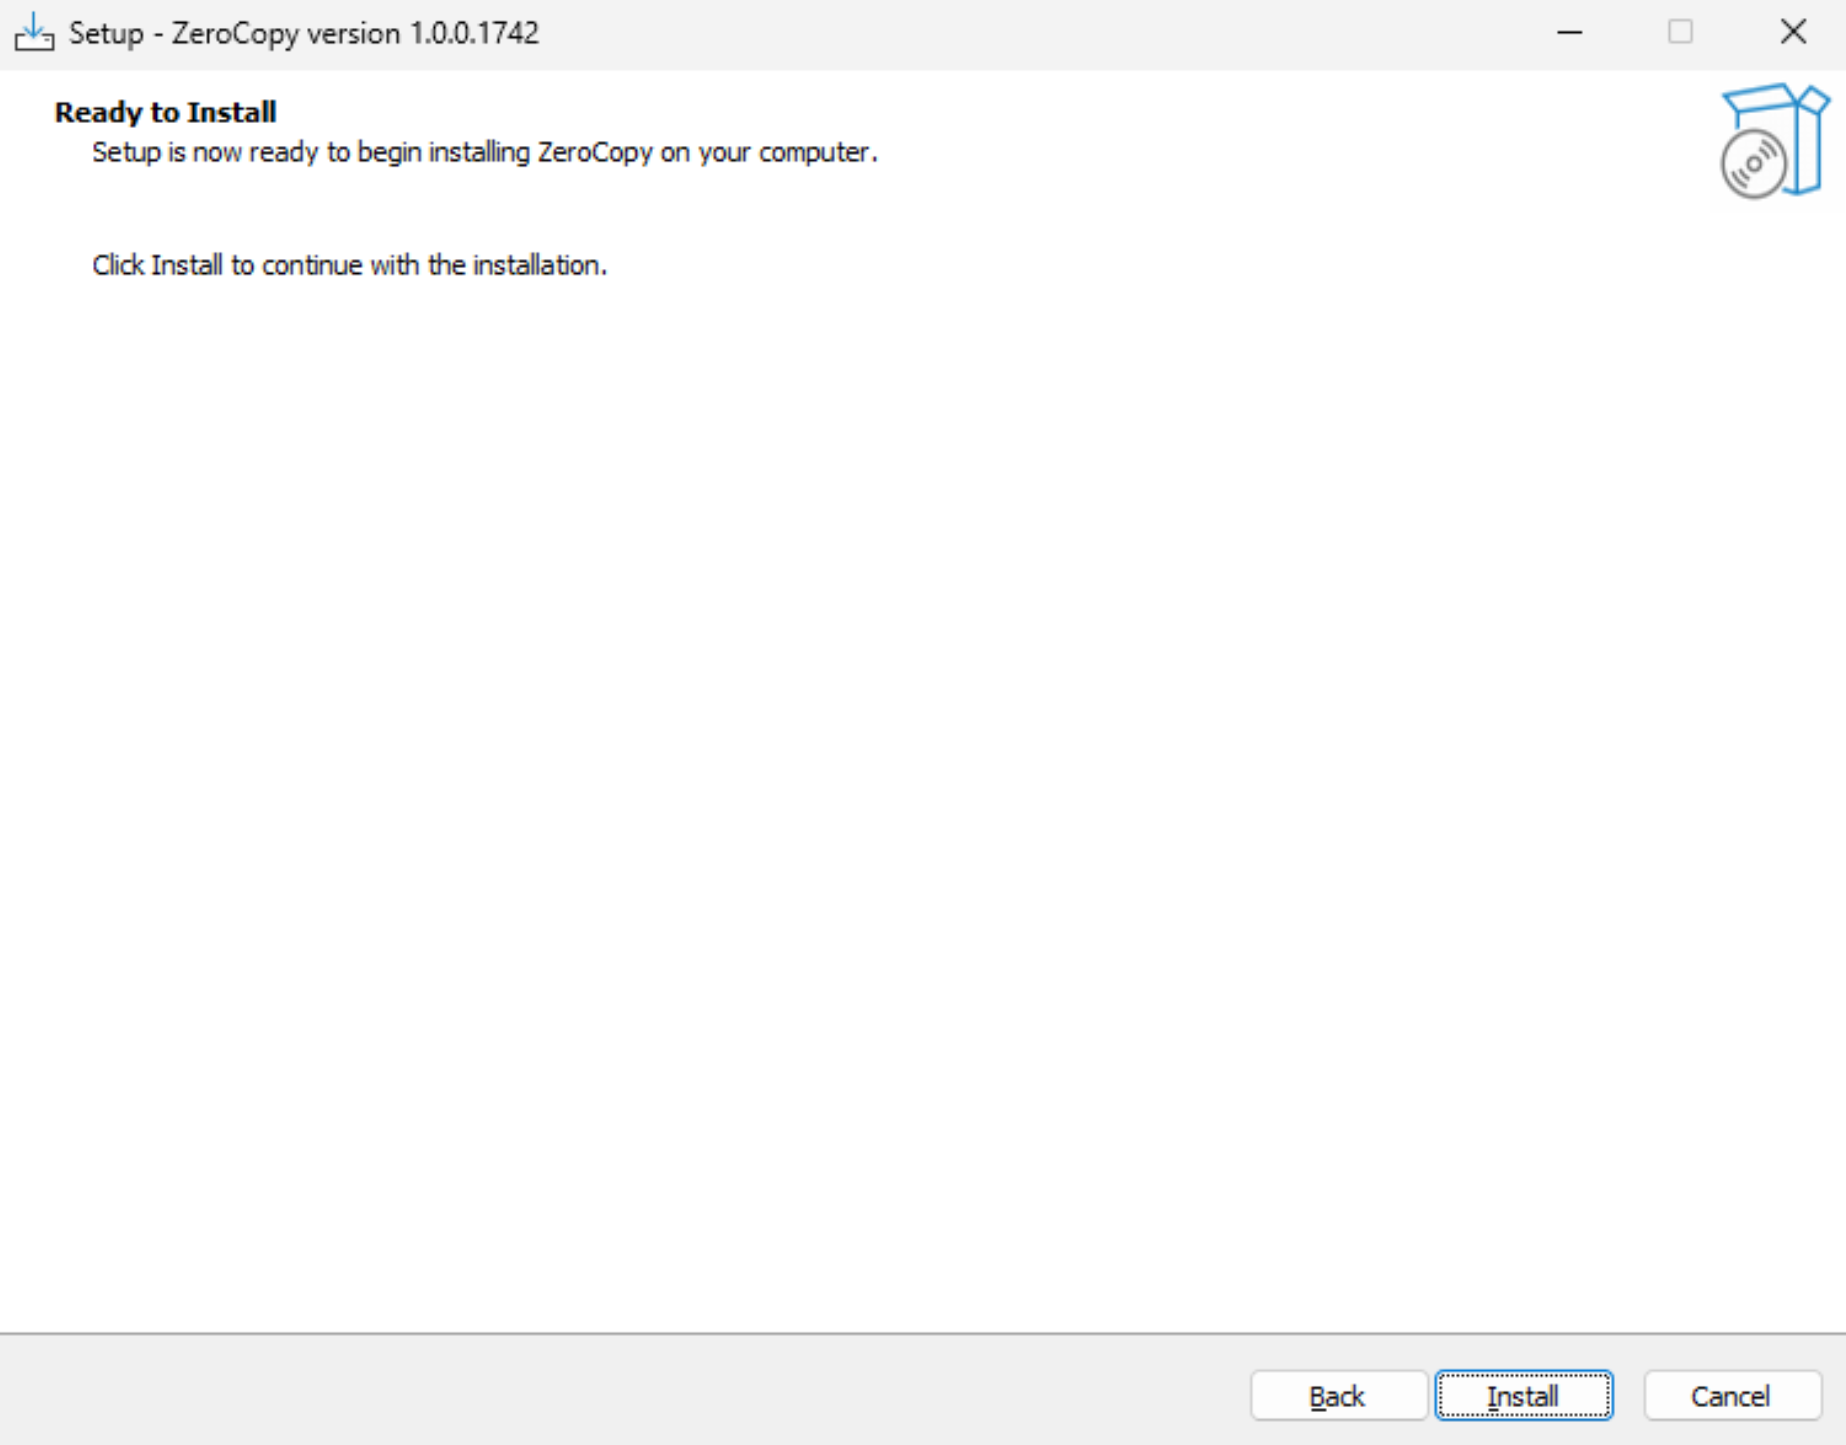 Setup - ZeroCopy version 1.0.0.1742
Ready to Install
Setup is now ready to begin installing ZeroCopy on your computer.
Click Install to continue with the installation.
Back
Install
Cancel